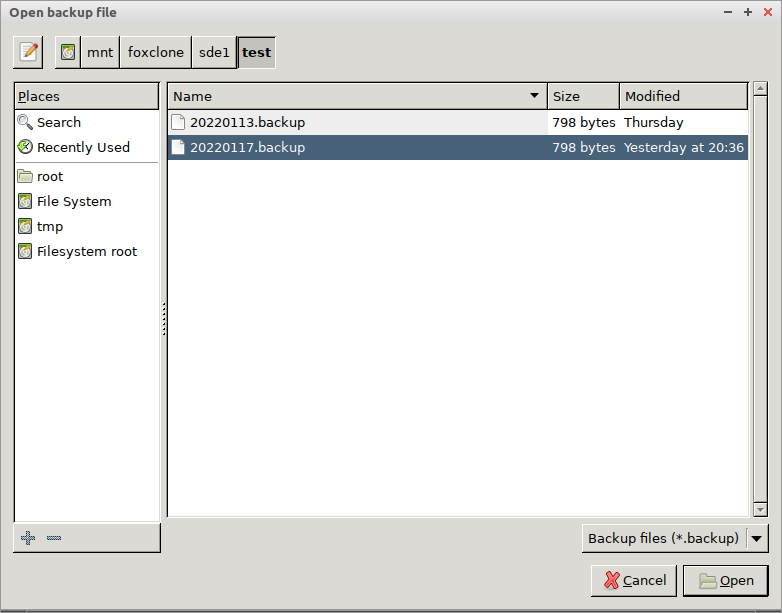 Open backup file
mnt foxclone sde1 test
Places
Search
Recently Used
root
File System
tmp
Filesystem root
Name Size Modified
20220113.backup 798 bytes Thursday
20220117.backup 798 bytes Yesterday at 20:36
Backup files (*.backup)
Cancel Open